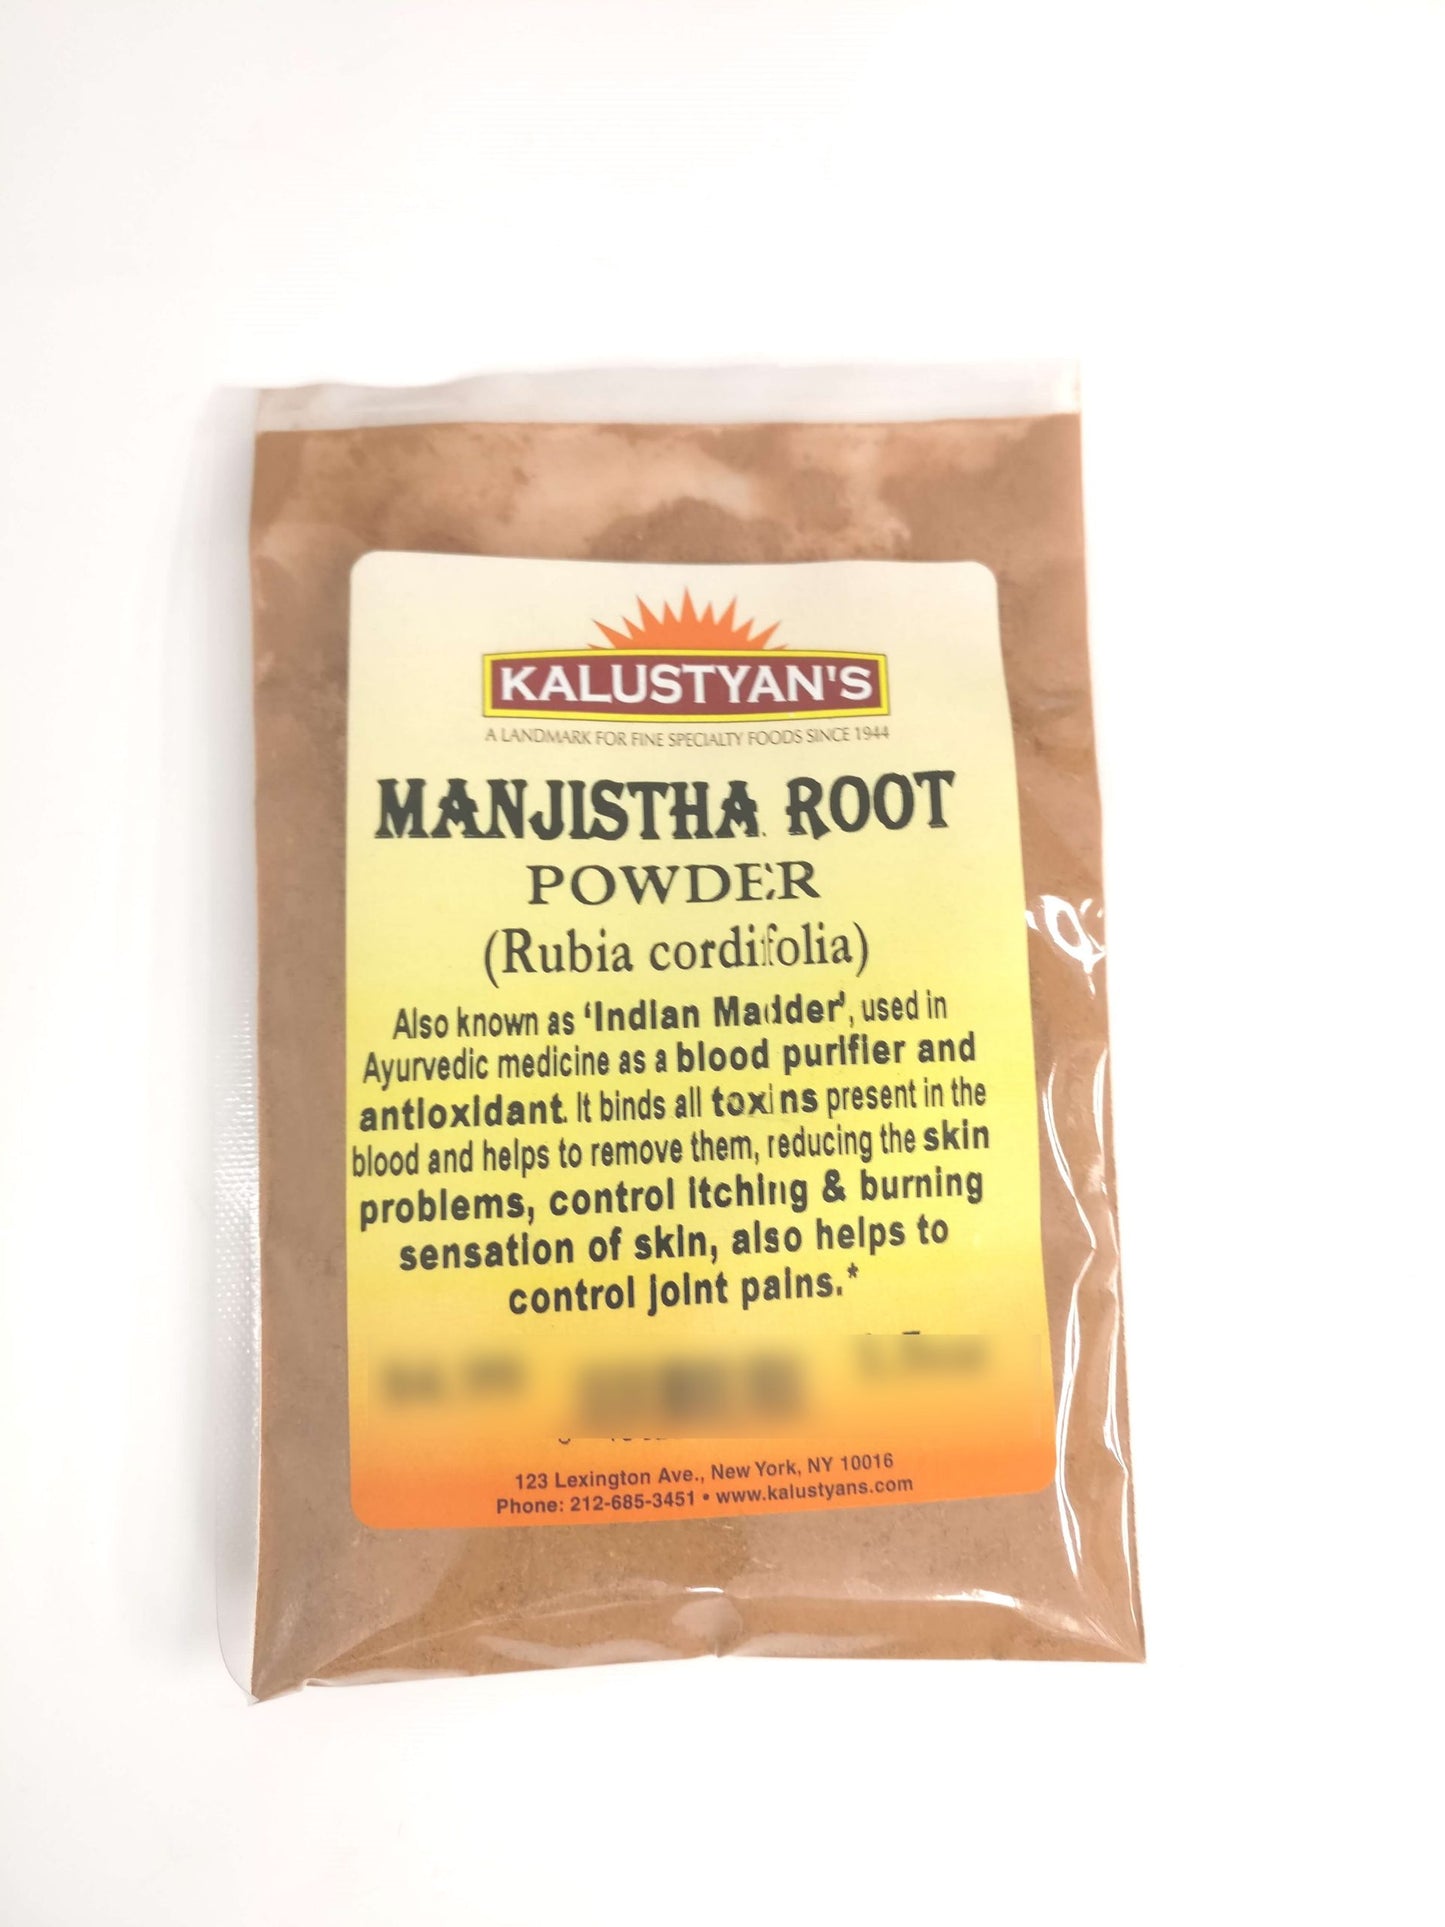 KALUSTYAN'S
A LANDMARK FOR FINE SPECIALTY FOODS SINCE 1944
MANJISTHA ROOT
POWDER
(Rubia cordifolia)
Also known as 'Indian Madder', used in
Ayurvedic medicine as a blood purifier and
antioxidant. It binds all toxins present in the
blood and helps to remove them, reducing the skin
problems, control itching & burning
sensation of skin, also helps to
control joint pains.*
123 Lexington Ave., New York, NY 10016
Phone: 212-685-3451 • www.kalustyans.com